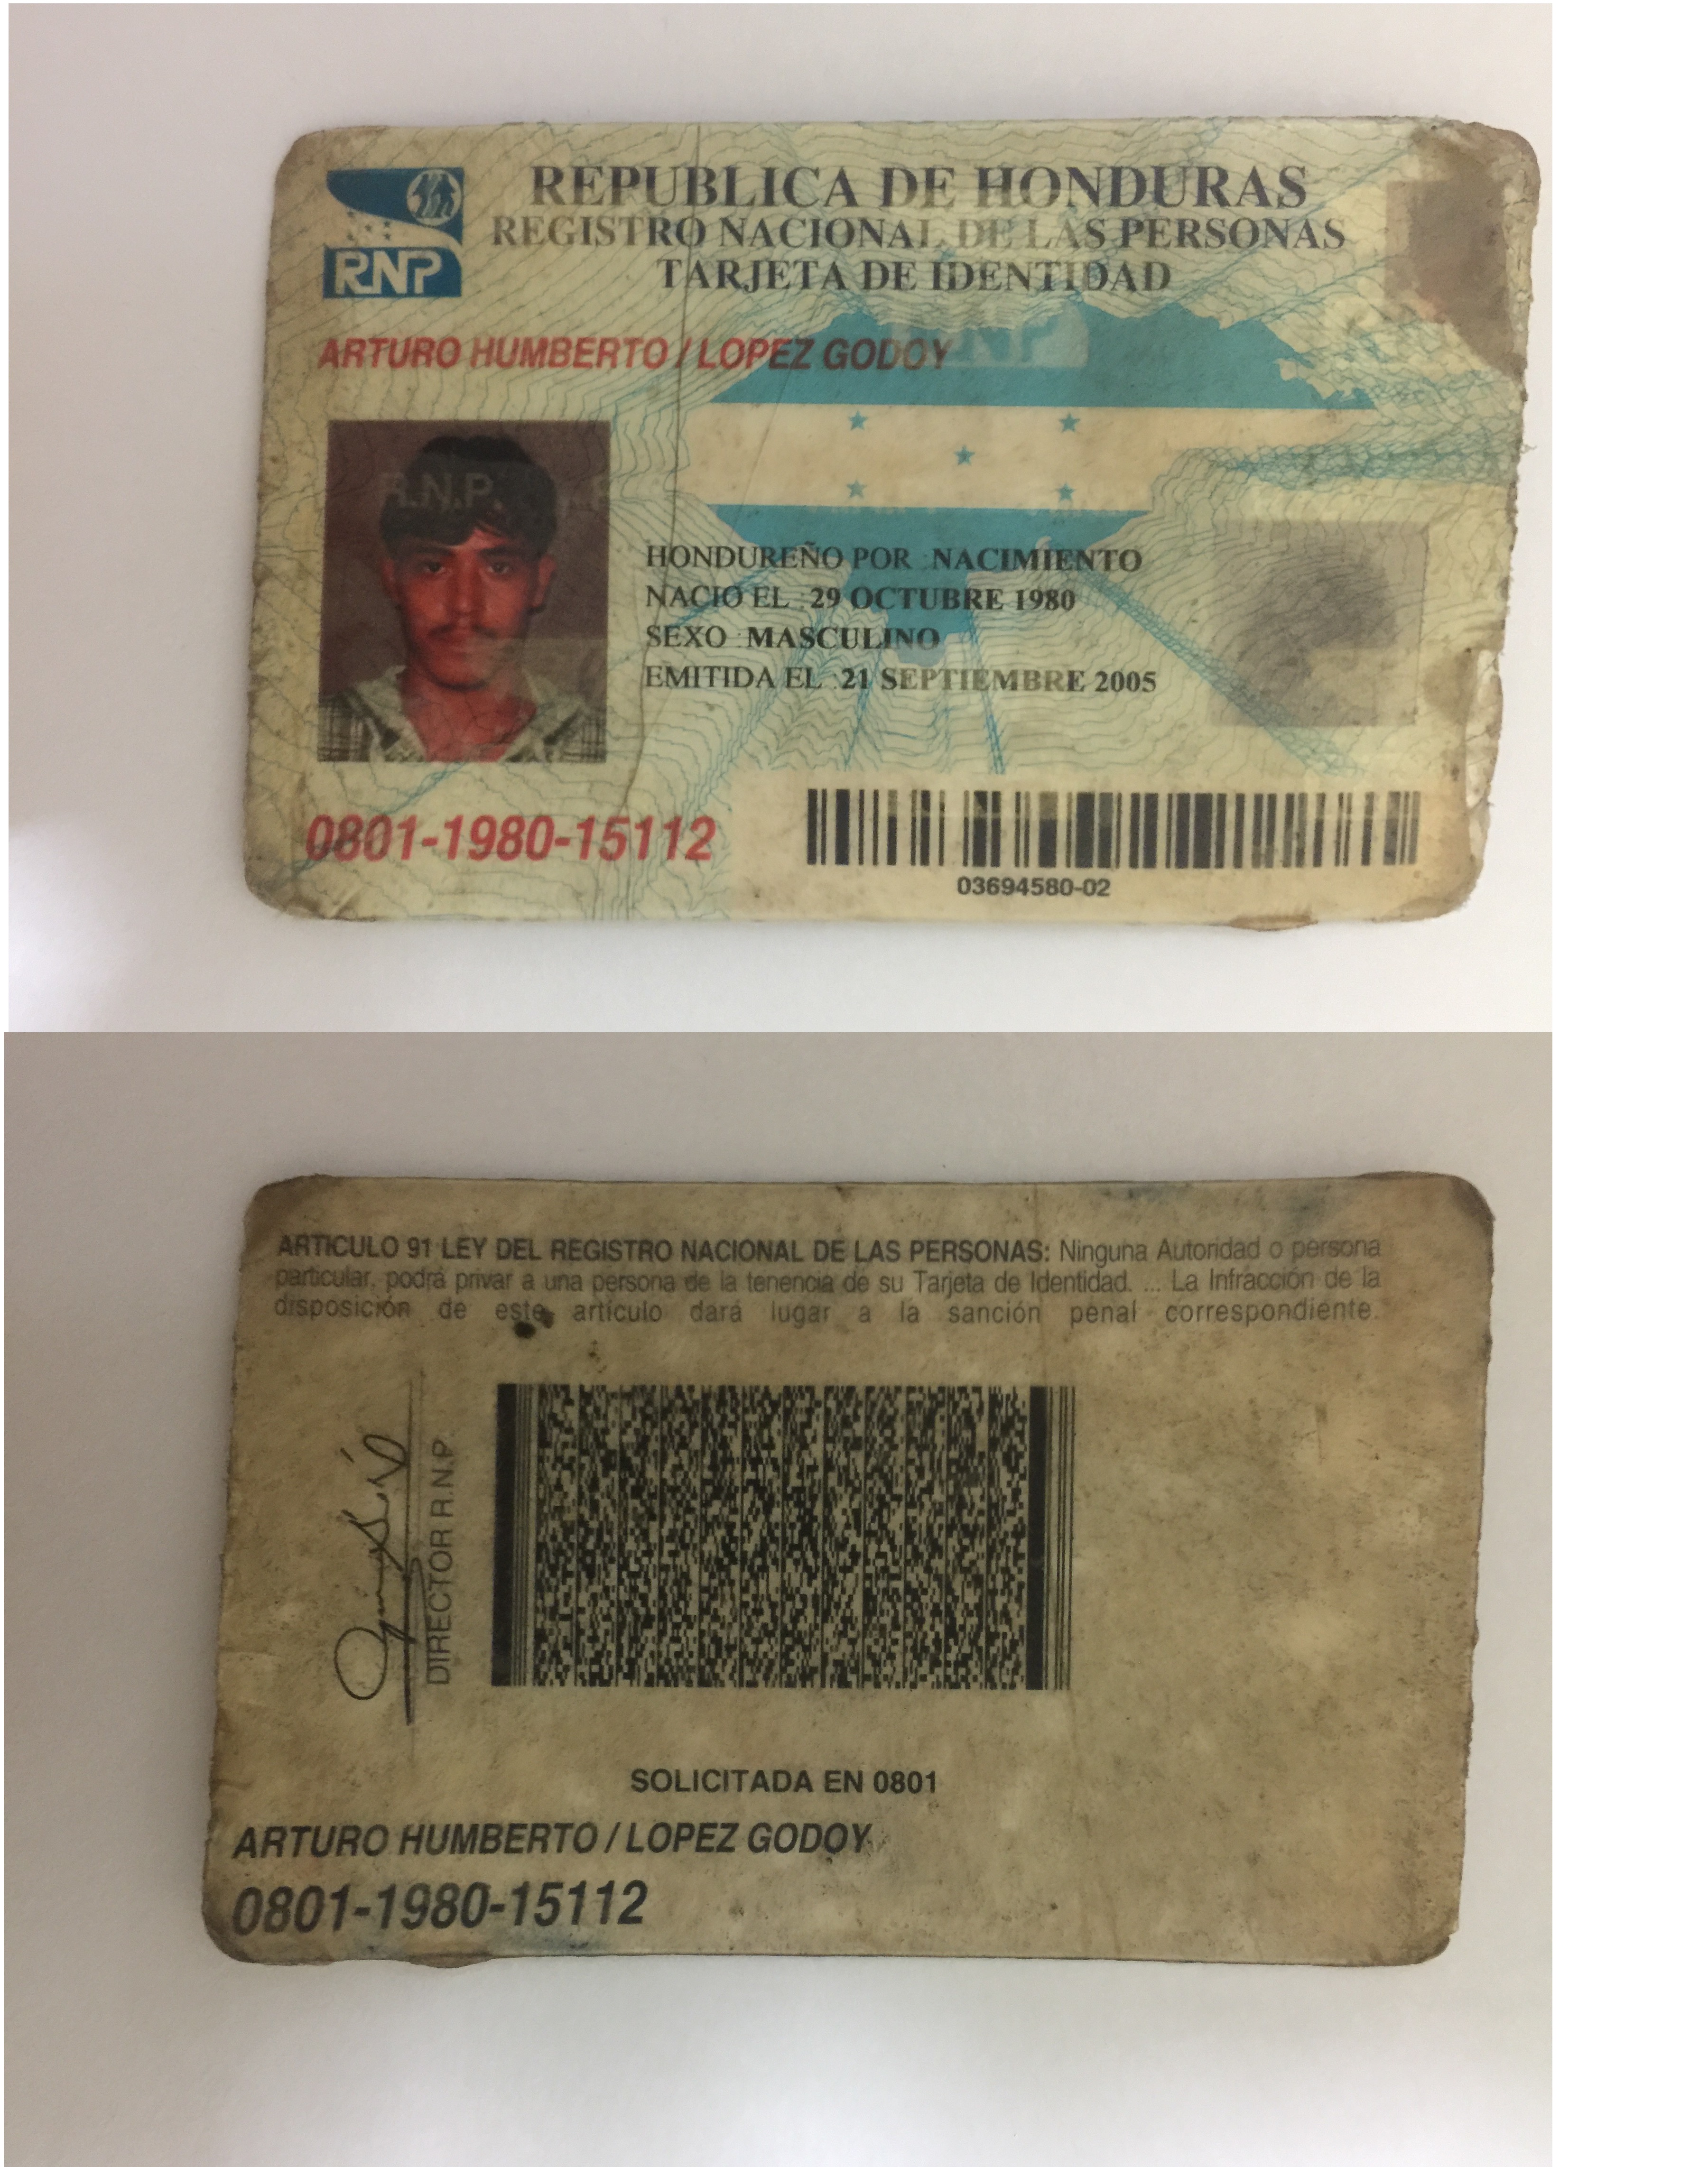 REPUBLICA DE HONDURAS
REGISTRO NACIONAL DE LAS PERSONAS
TARJETA DE IDENTIDAD
RNP
ARTURO HUMBERTO / LOPEZ GODOY
RNP
R.N.P.
HONDUREÑO POR : NACIMIENTO
NACIO EL : 29 OCTUBRE 1980
SEXO : MASCULINO
EMITIDA EL : 21 SEPTIEMBRE 2005
0801-1980-15112
03694580-02
ARTICULO 91 LEY DEL REGISTRO NACIONAL DE LAS PERSONAS: Ninguna Autoridad o persona
particular, podrá privar a una persona de la tenencia de su Tarjeta de Identidad. ... La Infracción de la
disposición de este artículo dará lugar a la sanción penal correspondiente.
DIRECTOR R.N.P.
SOLICITADA EN 0801
ARTURO HUMBERTO / LOPEZ GODOY
0801-1980-15112